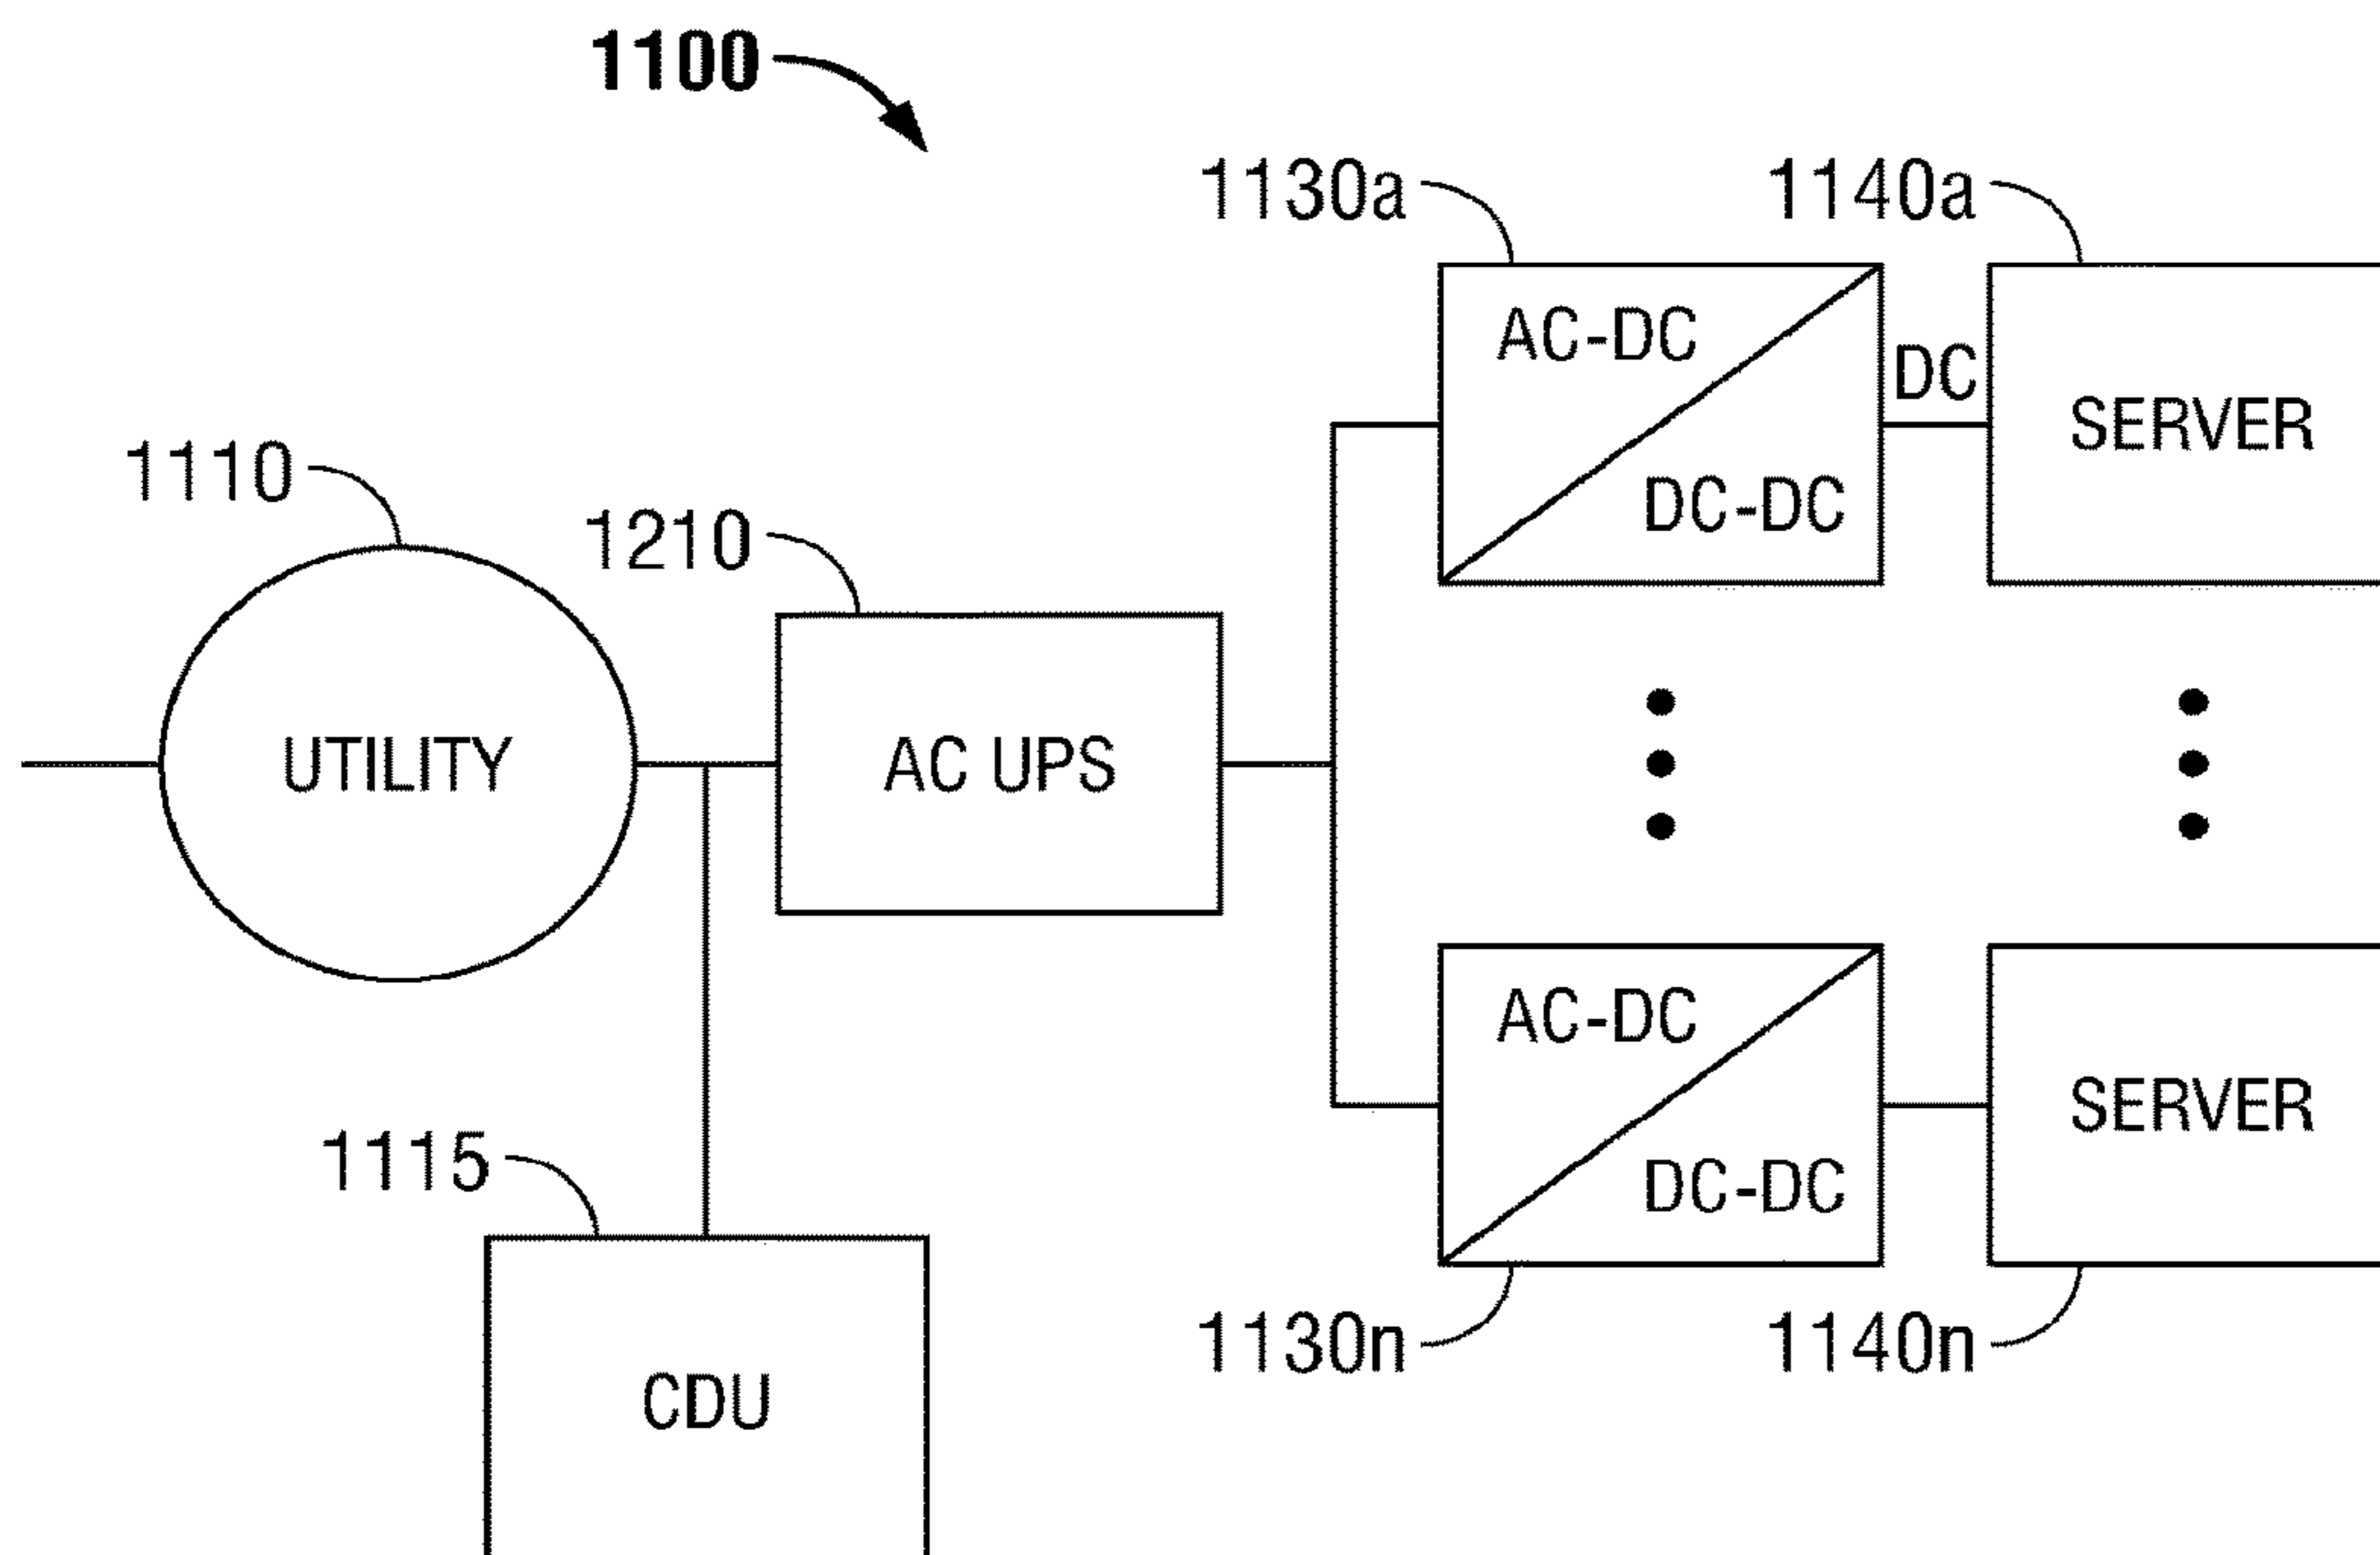 1100
1130a
1140a
AC-DC
DC-DC
DC
SERVER
1110
1210
UTILITY
AC UPS
AC-DC
DC-DC
SERVER
1115
CDU
1130n
1140n